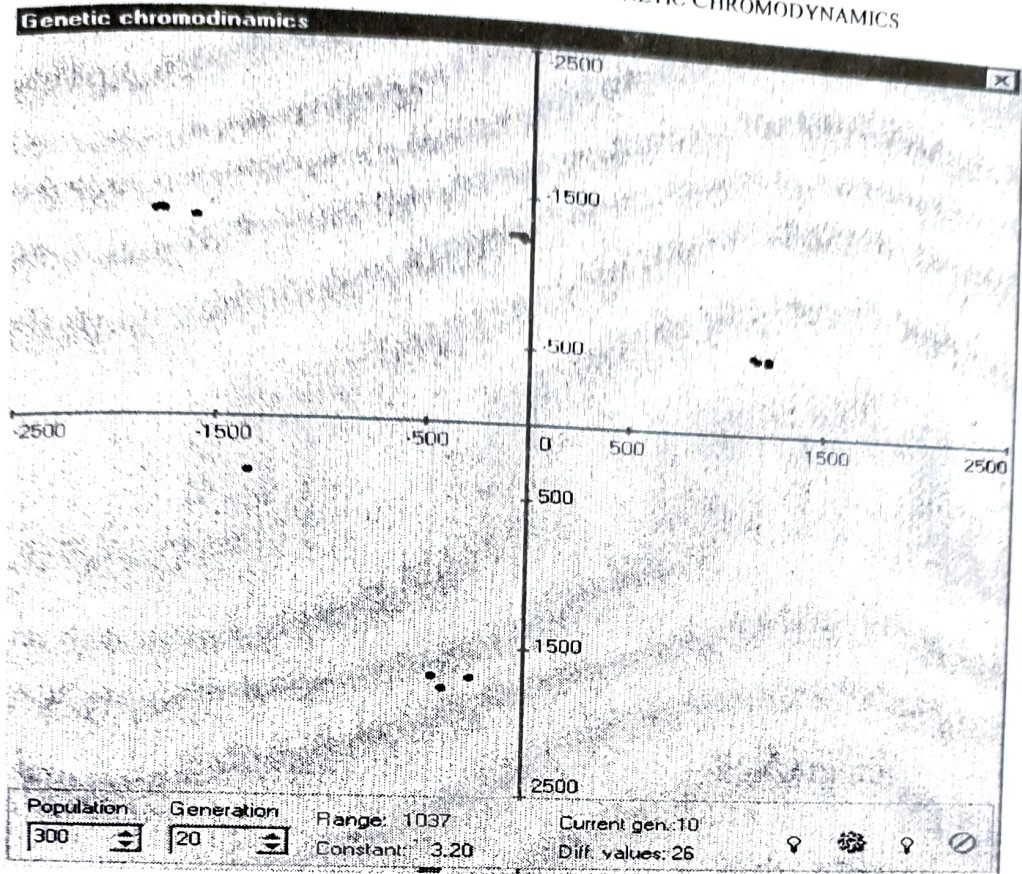 CHROMODYNAMICS
Genetic chromodinamics
-2500
-1500
-500
-2500
-1500
-500
0
500
1500
2500
500
1500
2500
Population
300
Generation
20
Range: 1037
Constant: 3.20
Current gen.:10
Diff. values: 26